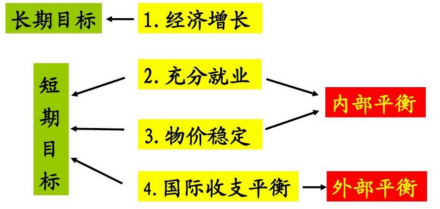 长期目标
1.经济增长
2.充分就业
短期目标
3.物价稳定
内部平衡
4.国际收支平衡
外部平衡